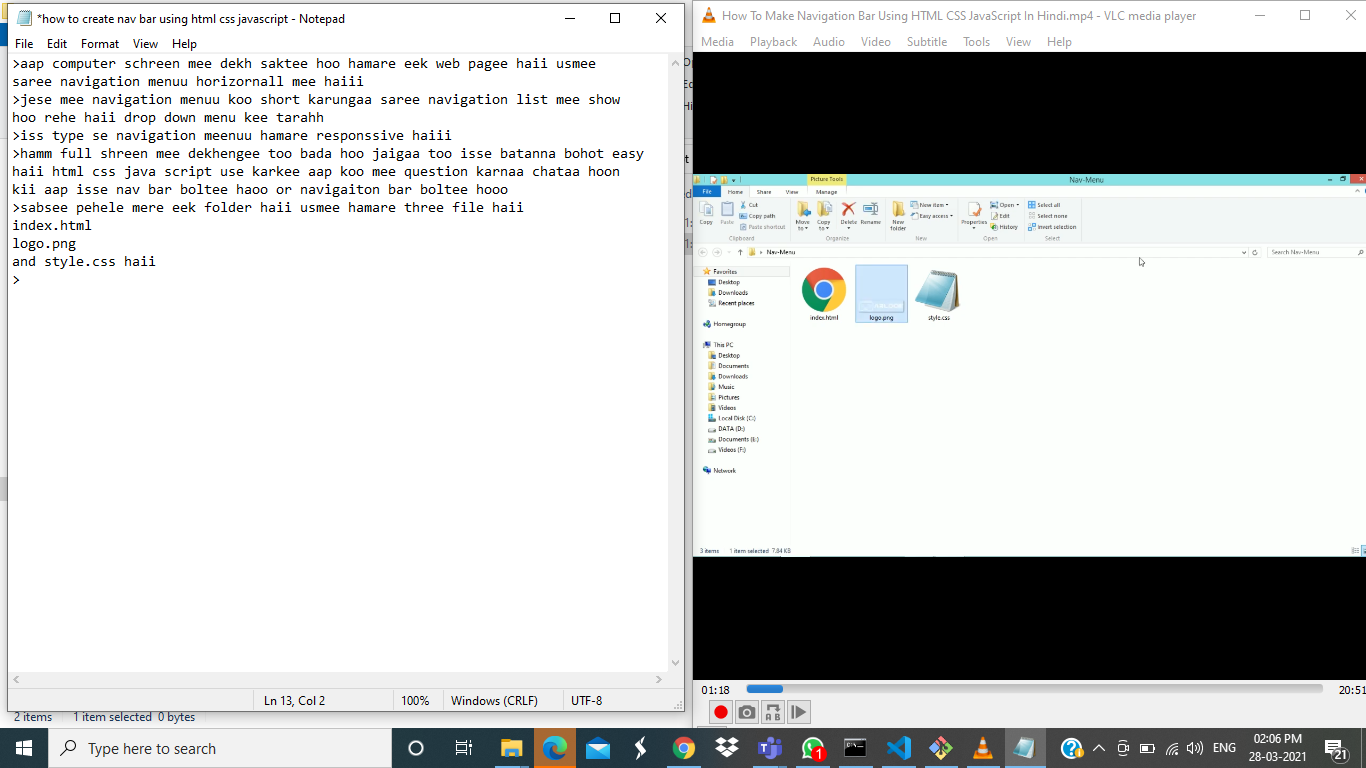 *how to create nav bar using html css javascript - Notepad
File Edit Format View Help
>aap computer schreen mee dekh saktee hoo hamare eek web pagee haii usmee
saree navigation menuu horizornall mee haiii
>jese mee navigation menuu koo short karungaa saree navigation list mee show
hoo rehe haii drop down menu kee tarahh
>iss type se navigation meenuu hamare responssive haiii
>hamm full shreen mee dekhengee too bada hoo jaigaa too isse batanna bohot easy
haii html css java script use karkee aap koo mee question karnaa chataa hoon
kii aap isse nav bar boltee haoo or navigaiton bar boltee hooo
>sabsee pehele mere eek folder haii usmee hamare three file haii
index.html
logo.png
and style.css haii
>
Ln 13, Col 2 100% Windows (CRLF) UTF-8
2 items 1 item selected 0 bytes
How To Make Navigation Bar Using HTML CSS JavaScript In Hindi.mp4 - VLC media player
Media Playback Audio Video Subtitle Tools View Help
Picture Tools
Nav-Menu
File Home Share View Manage
Copy Paste Cut Copy path Paste shortcut
Clipboard
Move to Copy to Delete Rename
Organize
New folder New item Easy access
New
Properties Open Edit History
Open
Select all Select none Invert selection
Select
Nav-Menu
Search Nav-Menu
Favorites
Desktop
Downloads
Recent places
Homegroup
This PC
Desktop
Documents
Downloads
Music
Pictures
Videos
Local Disk (C:)
DATA (D:)
Documents (E:)
Videos (F:)
Network
index.html logo.png style.css
3 items 1 item selected 7.84 KB
01:18 20:51
Type here to search
1
ENG
02:06 PM
28-03-2021
21